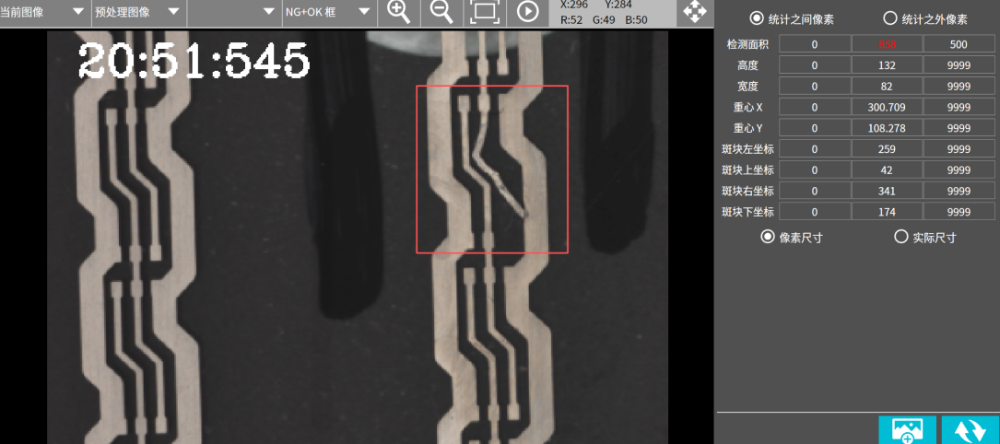 当前图像 预处理图像 NG+OK 框 X:296 Y:284
R:52 G:49 B:50
20:51:545
统计之间像素 统计之外像素
检测面积 0 858 500
高度 0 132 9999
宽度 0 82 9999
重心 X 0 300.709 9999
重心 Y 0 108.278 9999
斑块左坐标 0 259 9999
斑块上坐标 0 42 9999
斑块右坐标 0 341 9999
斑块下坐标 0 174 9999
像素尺寸 实际尺寸